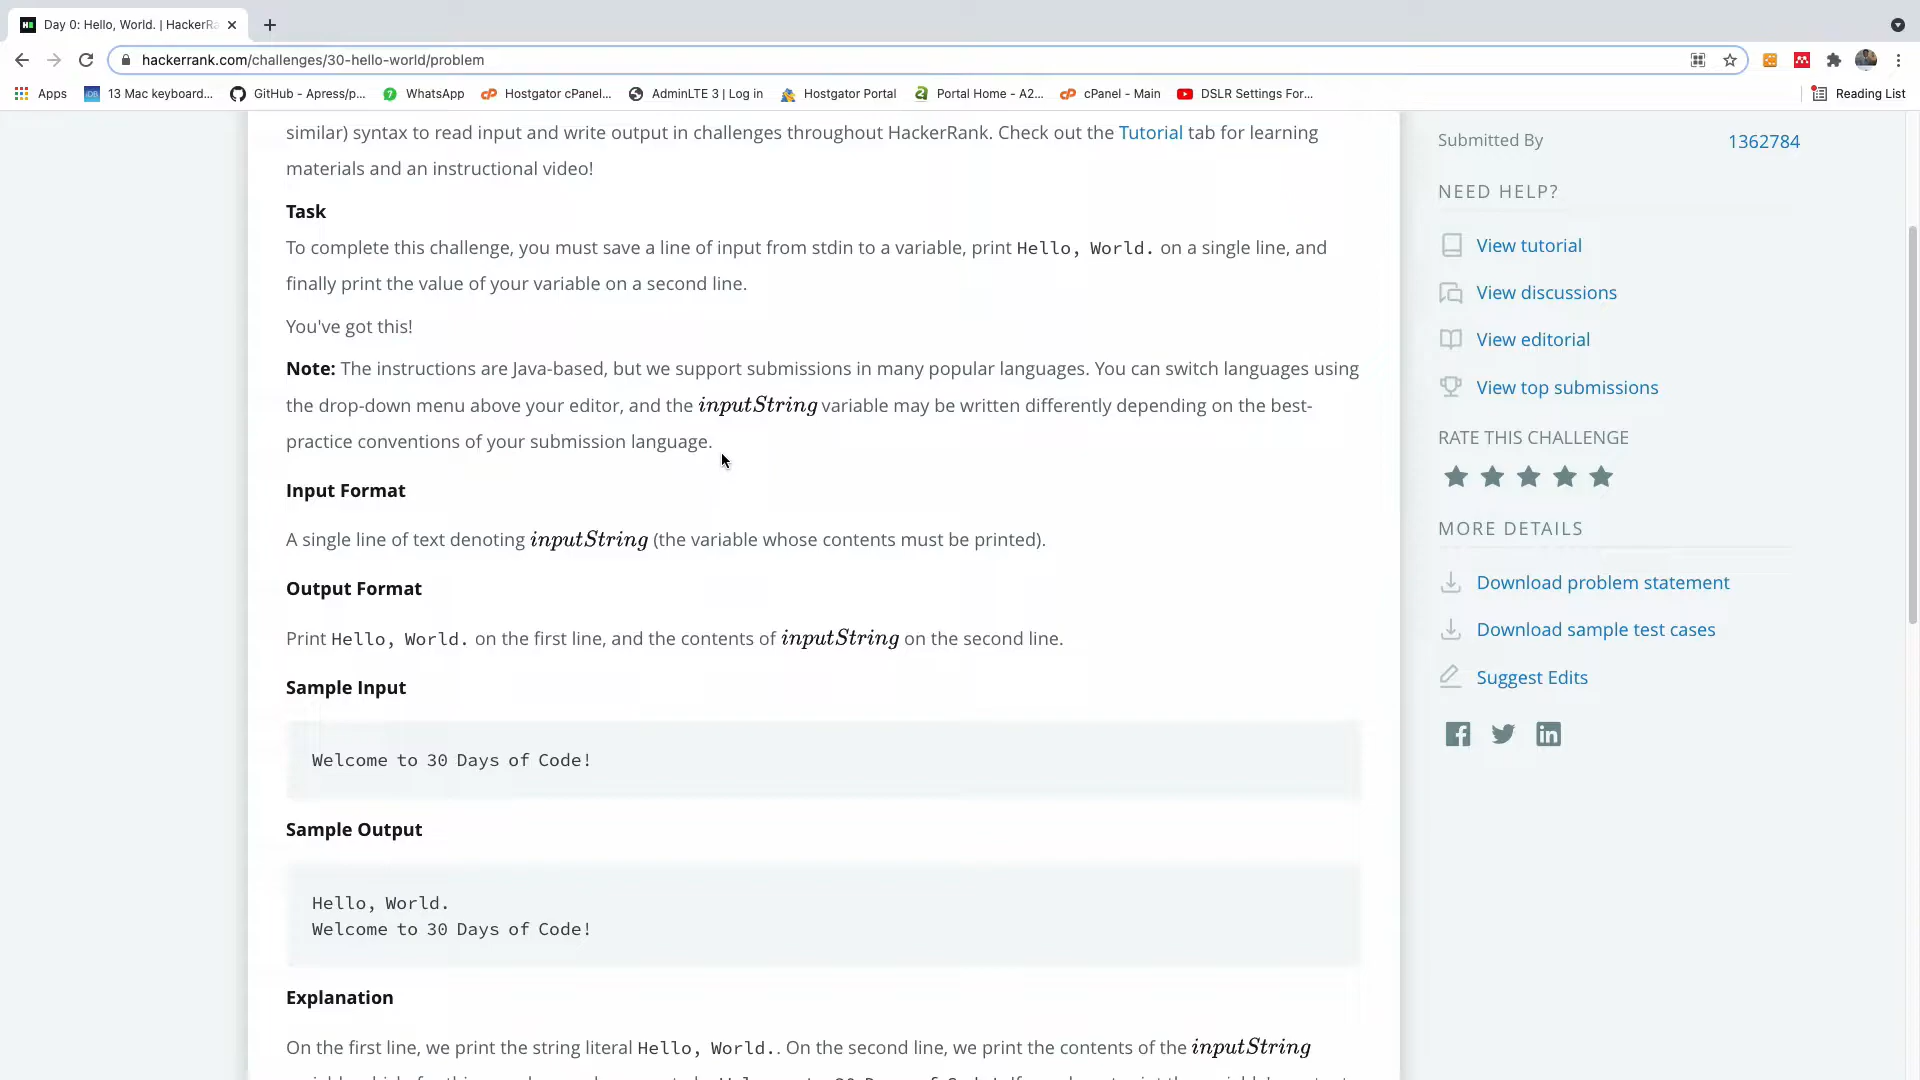 Day 0: Hello, World. | HackerRa
hackerrank.com/challenges/30-hello-world/problem
Apps
13 Mac keyboard...
GitHub - Apress/p...
WhatsApp
Hostgator cPanel...
AdminLTE 3 | Log in
Hostgator Portal
Portal Home - A2...
cPanel - Main
DSLR Settings For...
Reading List
similar) syntax to read input and write output in challenges throughout HackerRank. Check out the Tutorial tab for learning
materials and an instructional video!
Task
To complete this challenge, you must save a line of input from stdin to a variable, print Hello, World. on a single line, and
finally print the value of your variable on a second line.
You've got this!
Note: The instructions are Java-based, but we support submissions in many popular languages. You can switch languages using
the drop-down menu above your editor, and the inputString variable may be written differently depending on the best-
practice conventions of your submission language.
Input Format
A single line of text denoting inputString (the variable whose contents must be printed).
Output Format
Print Hello, World. on the first line, and the contents of inputString on the second line.
Sample Input
Welcome to 30 Days of Code!
Sample Output
Hello, World.
Welcome to 30 Days of Code!
Explanation
On the first line, we print the string literal Hello, World.. On the second line, we print the contents of the inputString
Submitted By
1362784
NEED HELP?
View tutorial
View discussions
View editorial
View top submissions
RATE THIS CHALLENGE
MORE DETAILS
Download problem statement
Download sample test cases
Suggest Edits